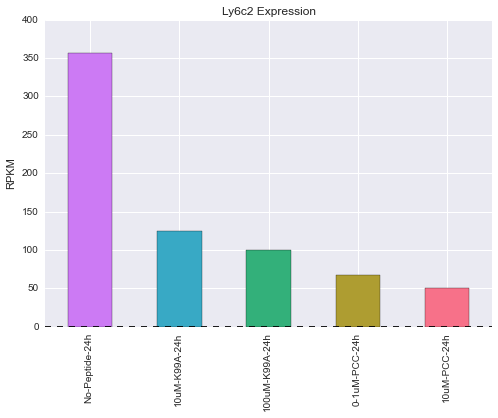 Ly6c2 Expression
400
350
300
250
200
150
100
50
0
RPKM
No-Peptide-24h
10uM-K99A-24h
100uM-K99A-24h
0-1uM-PCC-24h
10uM-PCC-24h